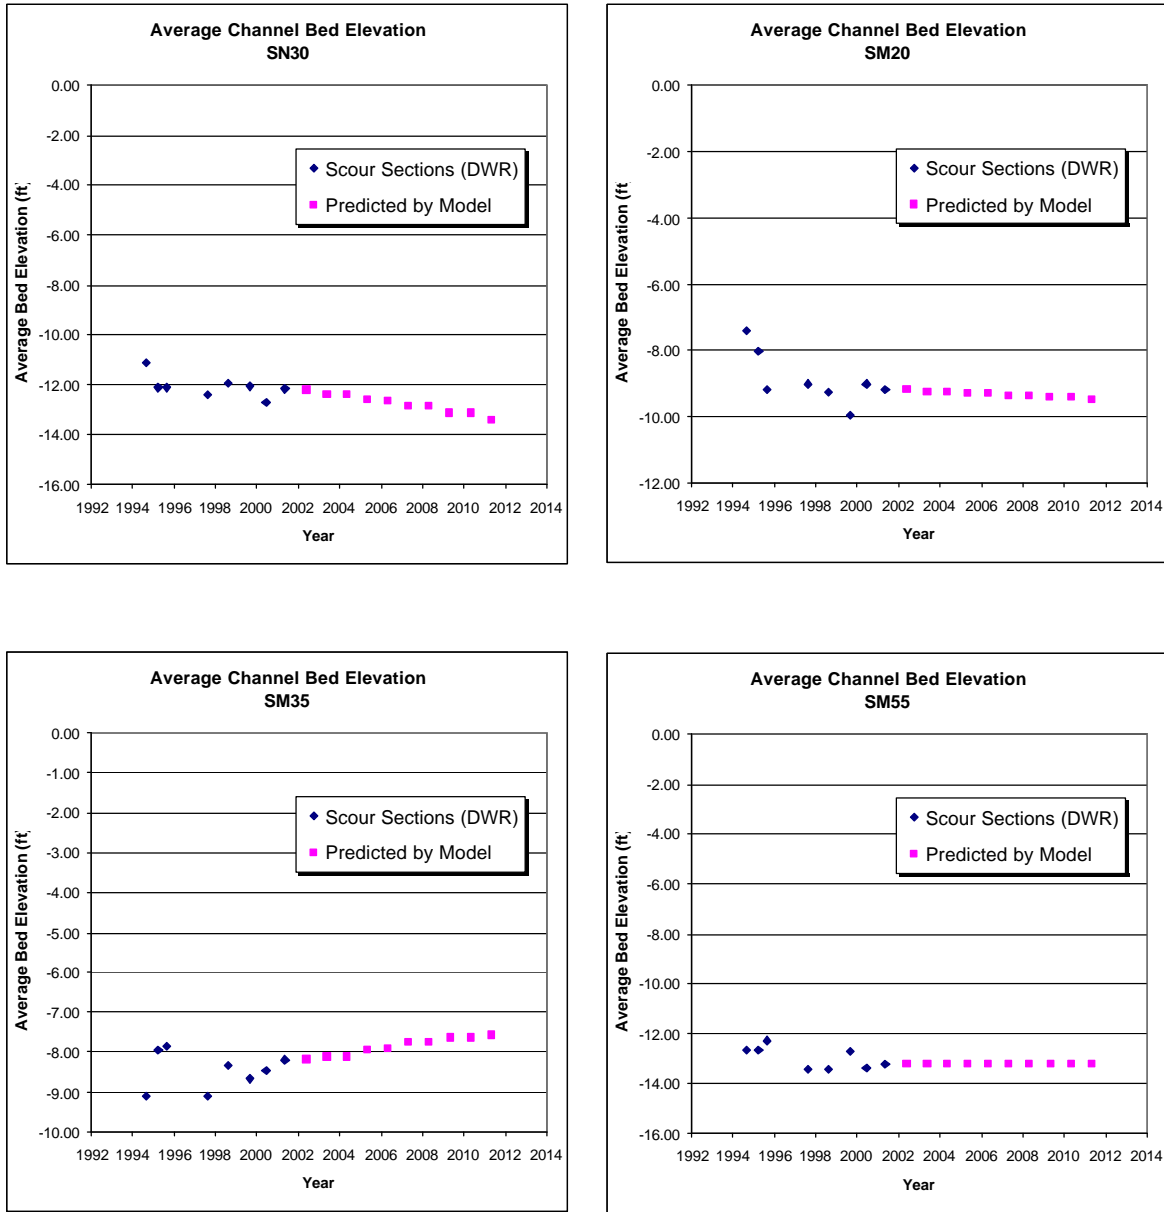 Average Channel Bed Elevation
SN30
0.00
-2.00
-4.00
-6.00
-8.00
-10.00
-12.00
-14.00
-16.00
Average Bed Elevation (ft)
Scour Sections (DWR)
Predicted by Model
1992 1994 1996 1998 2000 2002 2004 2006 2008 2010 2012 2014
Year
Average Channel Bed Elevation
SM20
0.00
-2.00
-4.00
-6.00
-8.00
-10.00
-12.00
Average Bed Elevation (ft)
Scour Sections (DWR)
Predicted by Model
1992 1994 1996 1998 2000 2002 2004 2006 2008 2010 2012 2014
Year
Average Channel Bed Elevation
SM35
0.00
-1.00
-2.00
-3.00
-4.00
-5.00
-6.00
-7.00
-8.00
-9.00
-10.00
Average Bed Elevation (ft)
Scour Sections (DWR)
Predicted by Model
1992 1994 1996 1998 2000 2002 2004 2006 2008 2010 2012 2014
Year
Average Channel Bed Elevation
SM55
0.00
-2.00
-4.00
-6.00
-8.00
-10.00
-12.00
-14.00
-16.00
Average Bed Elevation (ft)
Scour Sections (DWR)
Predicted by Model
1992 1994 1996 1998 2000 2002 2004 2006 2008 2010 2012 2014
Year